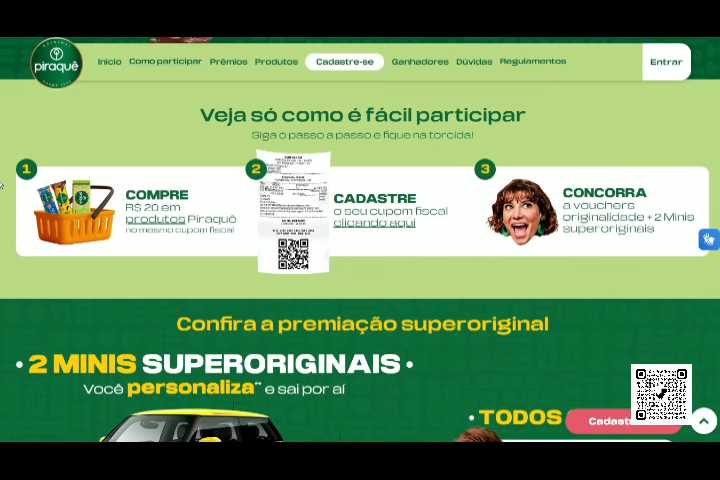 piraquê
Início Como participar Prêmios Produtos Cadastre-se Ganhadores Dúvidas Regulamentos Entrar
Veja só como é fácil participar
Siga o passo a passo e fique na torcida!
1
COMPRE
R$ 20 em
produtos Piraquê
no mesmo cupom fiscal
2
CADASTRE
o seu cupom fiscal
clicando aqui
3
CONCORRA
a vouchers
originalidade + 2 Minis
superoriginais
Confira a premiação superoriginal
• 2 MINIS SUPERORIGINAIS •
Você personaliza** e sai por aí
• TODOS